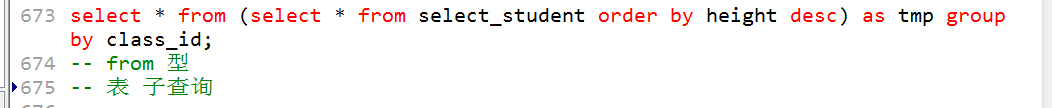 673 select * from (select * from select_student order by height desc) as tmp group
by class_id;
674 -- from 型
675 -- 表 子查询